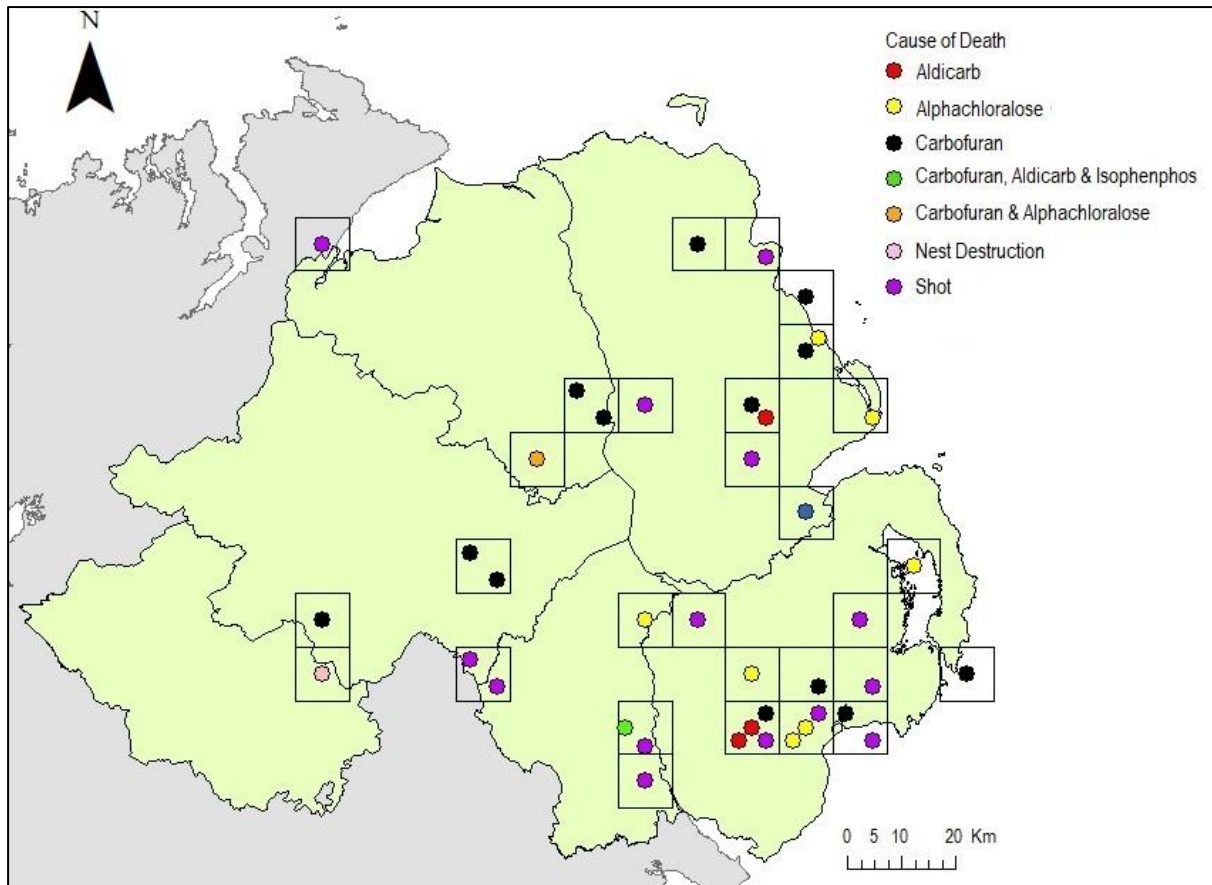 N
Cause of Death
Aldicarb
Alphachloralose
Carbofuran
Carbofuran, Aldicarb & Isophenphos
Carbofuran & Alphachloralose
Nest Destruction
Shot
0 5 10 20 Km